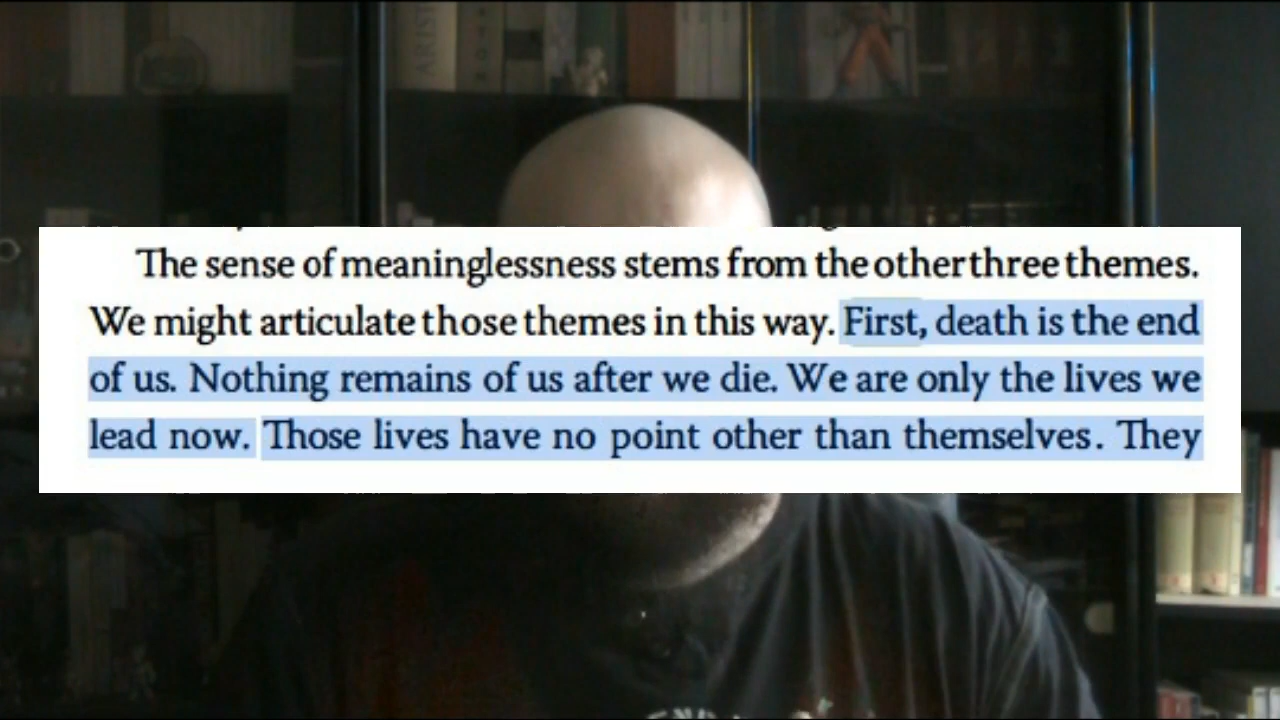 ARIST
The sense of meaninglessness stems from the other three themes.
We might articulate those themes in this way. First, death is the end
of us. Nothing remains of us after we die. We are only the lives we
lead now. Those lives have no point other than themselves. They